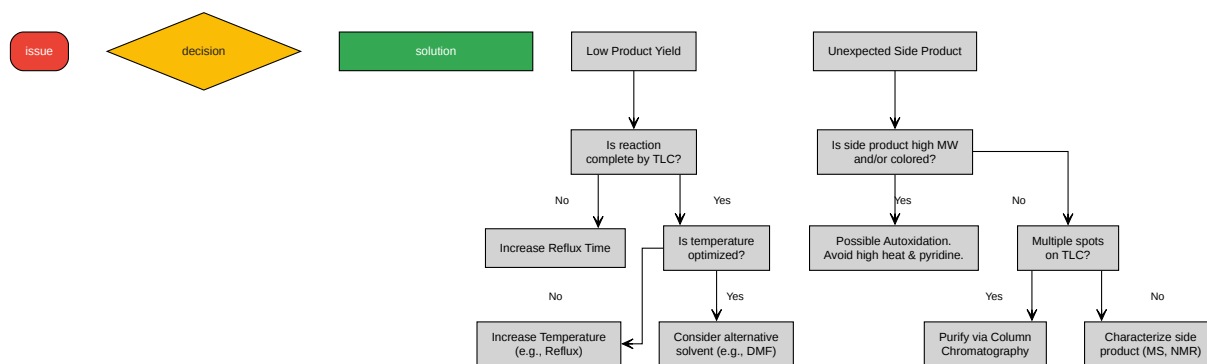 issue
decision
solution
Low Product Yield
Unexpected Side Product
Is reaction
complete by TLC?
Is side product high MW
and/or colored?
No
Yes
Yes
No
Increase Reflux Time
Is temperature
optimized?
Possible Autoxidation.
Avoid high heat & pyridine.
Multiple spots
on TLC?
No
Yes
Yes
No
Increase Temperature
(e.g., Reflux)
Consider alternative
solvent (e.g., DMF)
Purify via Column
Chromatography
Characterize side
product (MS, NMR)